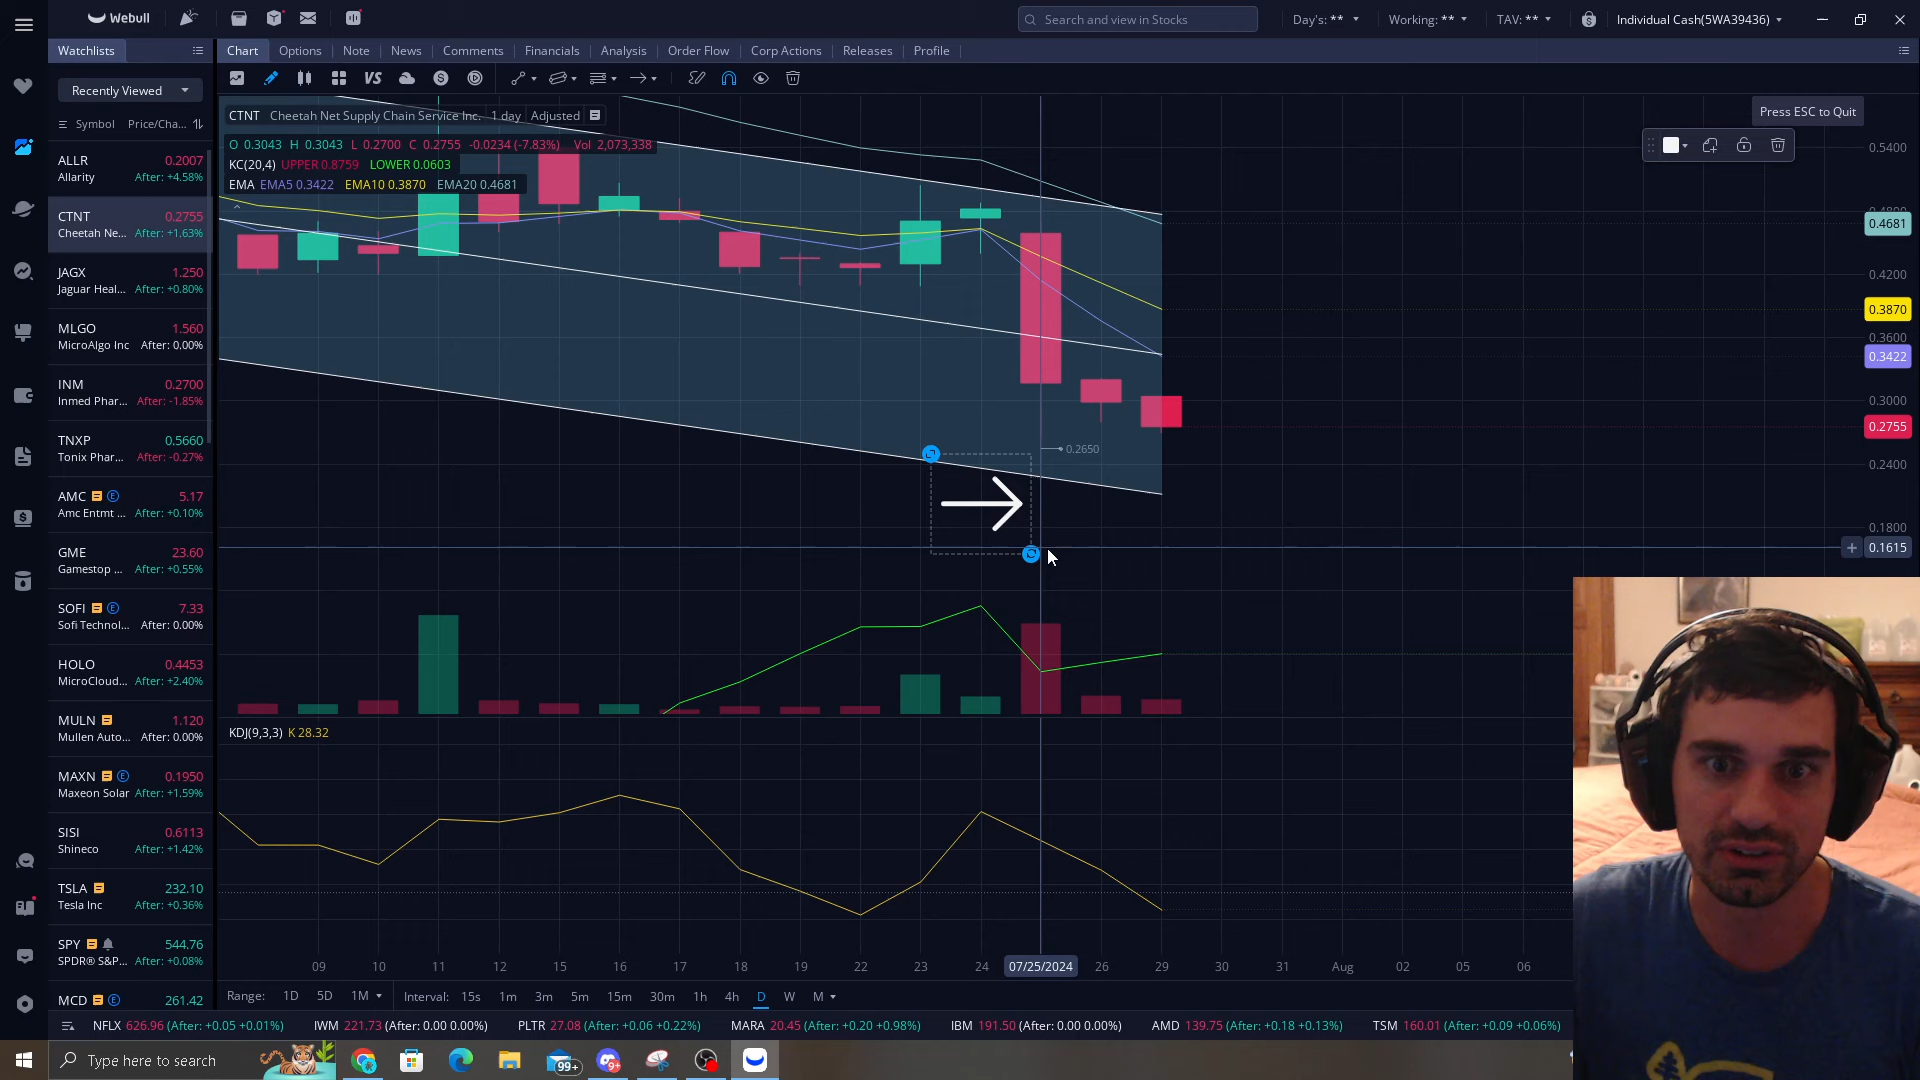 Webull
Search and view in Stocks
Day's: **
Working: **
TAV: **
Individual Cash(5WA39436)
Watchlists
Chart
Options
Note
News
Comments
Financials
Analysis
Order Flow
Corp Actions
Releases
Profile
Recently Viewed
VS
Symbol Price/Cha...
Press ESC to Quit
CTNT Cheetah Net Supply Chain Service Inc. 1 day Adjusted
O 0.3043 H 0.3043 L 0.2700 C 0.2755 -0.0234 (-7.83%) Vol 2,073,338
KC(20,4) UPPER 0.8759 LOWER 0.0603
EMA EMA5 0.3422 EMA10 0.3870 EMA20 0.4681
ALLR 0.2007
Allarity After: +4.58%
CTNT 0.2755
Cheetah Ne... After: +1.63%
JAGX 1.250
Jaguar Heal... After: +0.80%
MLGO 1.560
MicroAlgo Inc After: 0.00%
INM 0.2700
Inmed Phar... After: -1.85%
TNXP 0.5660
Tonix Phar... After: -0.27%
AMC E 5.17
Amc Entmt ... After: +0.10%
GME 23.60
Gamestop ... After: +0.55%
SOFI E 7.33
Sofi Technol... After: 0.00%
HOLO 0.4453
MicroCloud... After: +2.40%
MULN 1.120
Mullen Auto... After: 0.00%
MAXN E 0.1950
Maxeon Solar After: +1.59%
SISI 0.6113
Shineco After: +1.42%
TSLA 232.10
Tesla Inc After: +0.36%
SPY 544.76
SPDR® S&P... After: +0.08%
MCD E 261.42
0.5400
0.4681
0.4200
0.3870
0.3600
0.3422
0.3000
0.2755
0.2400
0.1800
0.1615
0.2650
KDJ(9,3,3) K 28.32
09 10 11 12 15 16 17 18 19 22 23 24 07/25/2024 26 29 30 31 Aug 02 05 06
Range: 1D 5D 1M Interval: 15s 1m 3m 5m 15m 30m 1h 4h D W M
NFLX 626.96 (After: +0.05 +0.01%) IWM 221.73 (After: 0.00 0.00%) PLTR 27.08 (After: +0.06 +0.22%) MARA 20.45 (After: +0.20 +0.98%) IBM 191.50 (After: 0.00 0.00%) AMD 139.75 (After: +0.18 +0.13%) TSM 160.01 (After: +0.09 +0.06%)
Type here to search
99+
9+